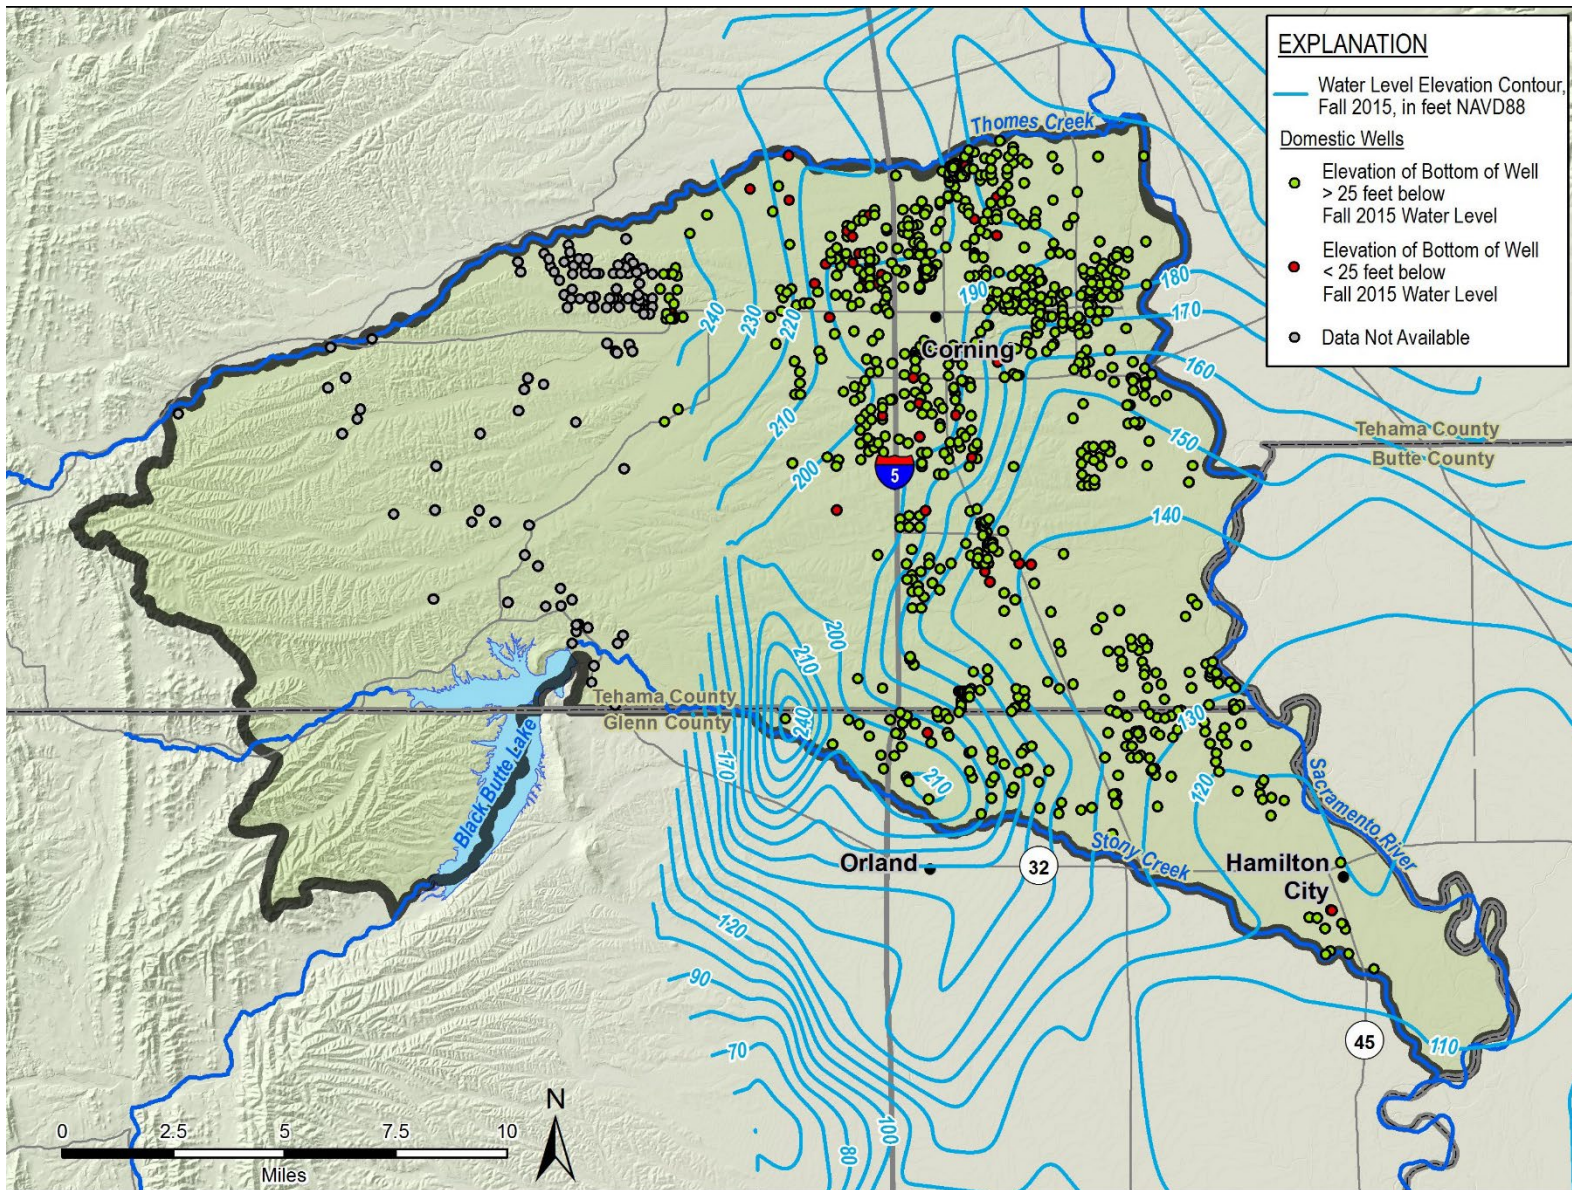 EXPLANATION
Water Level Elevation Contour,
Fall 2015, in feet NAVD88
Domestic Wells
Elevation of Bottom of Well
> 25 feet below
Fall 2015 Water Level
Elevation of Bottom of Well
< 25 feet below
Fall 2015 Water Level
Data Not Available
Thomes Creek
180
190
170
240
230
220
Corning
160
210
Tehama County
Butte County
150
200
5
140
200
210
Tehama County
Glenn County
240
130
Sacramento River
170
Black Butte Lake
210
120
Stony Creek
Orland
32
Hamilton
City
120
90
45
110
70
100
80
N
0 2.5 5 7.5 10
Miles